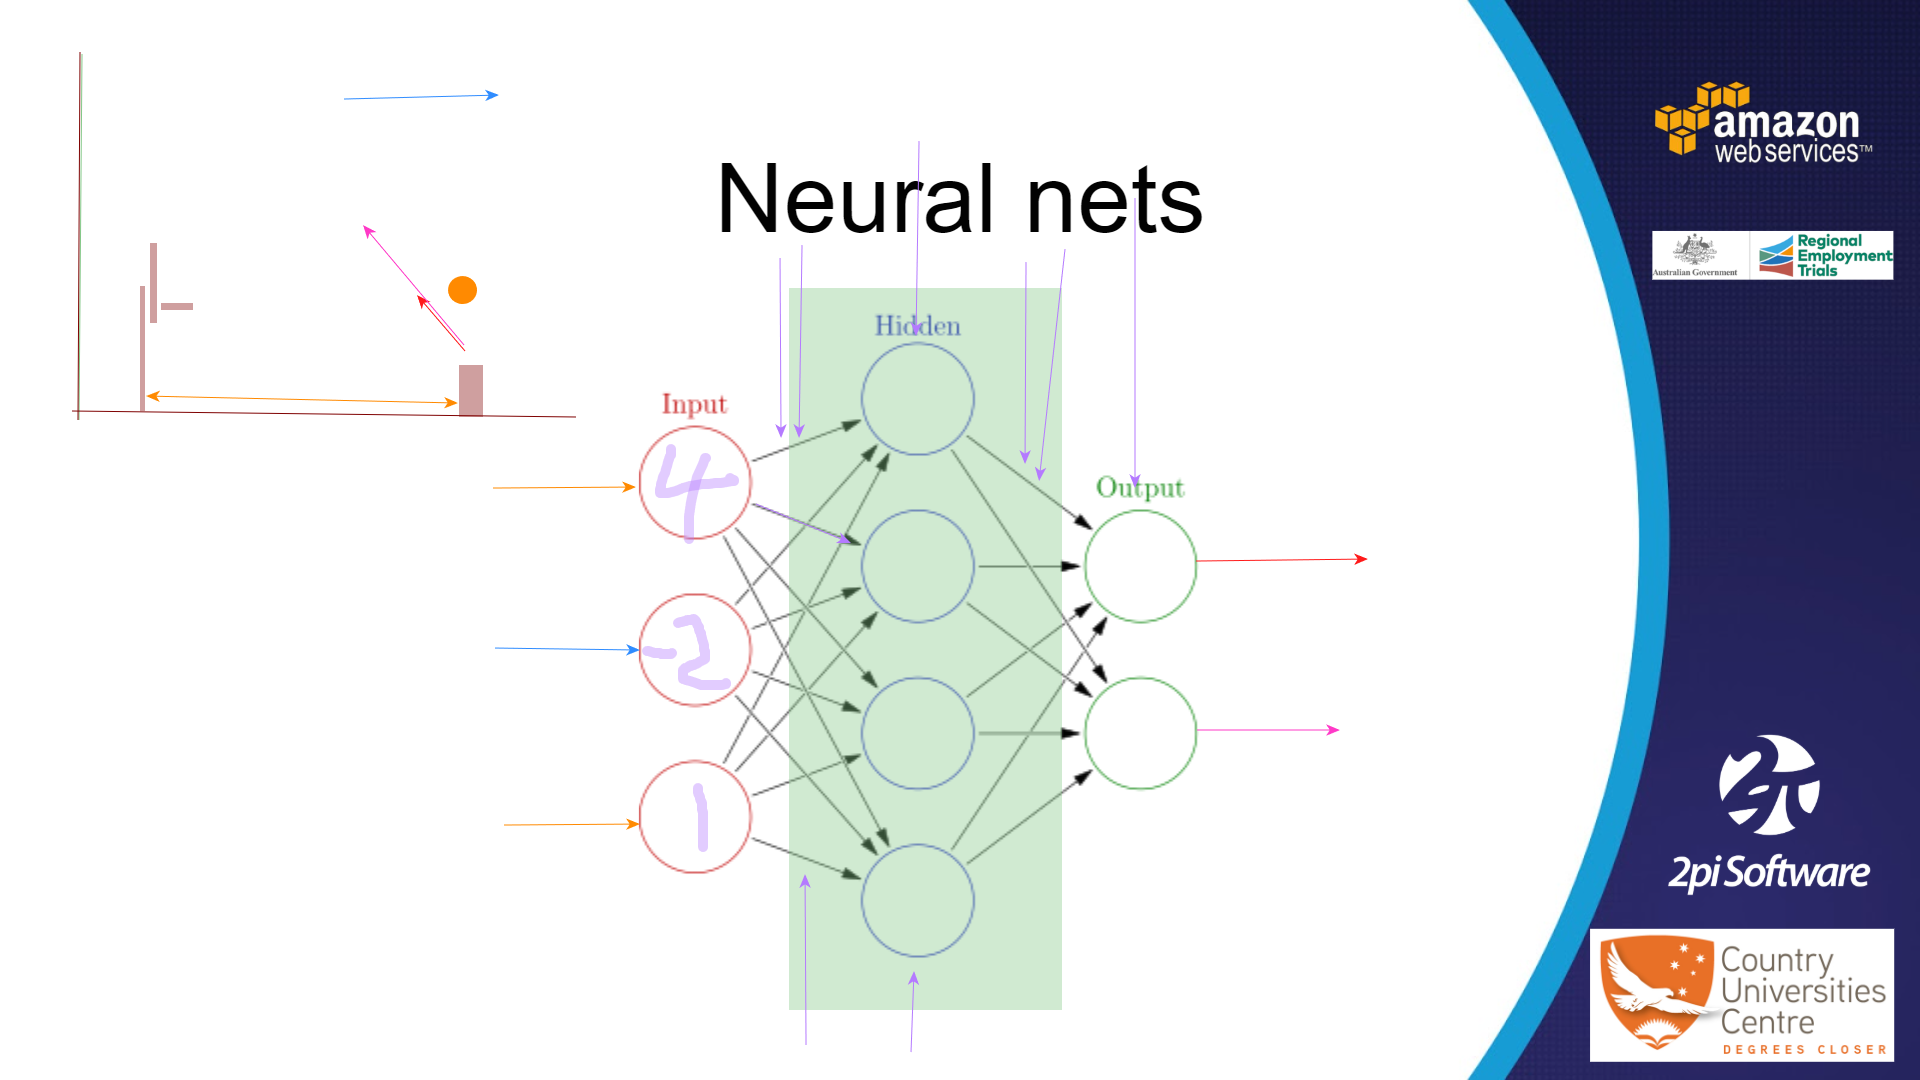 Neural nets
Hidden
Input
Output
4
-2
1
amazon
web services™
Australian Government
Regional
Employment
Trials
2pi Software
Country
Universities
Centre
DEGREES CLOSER